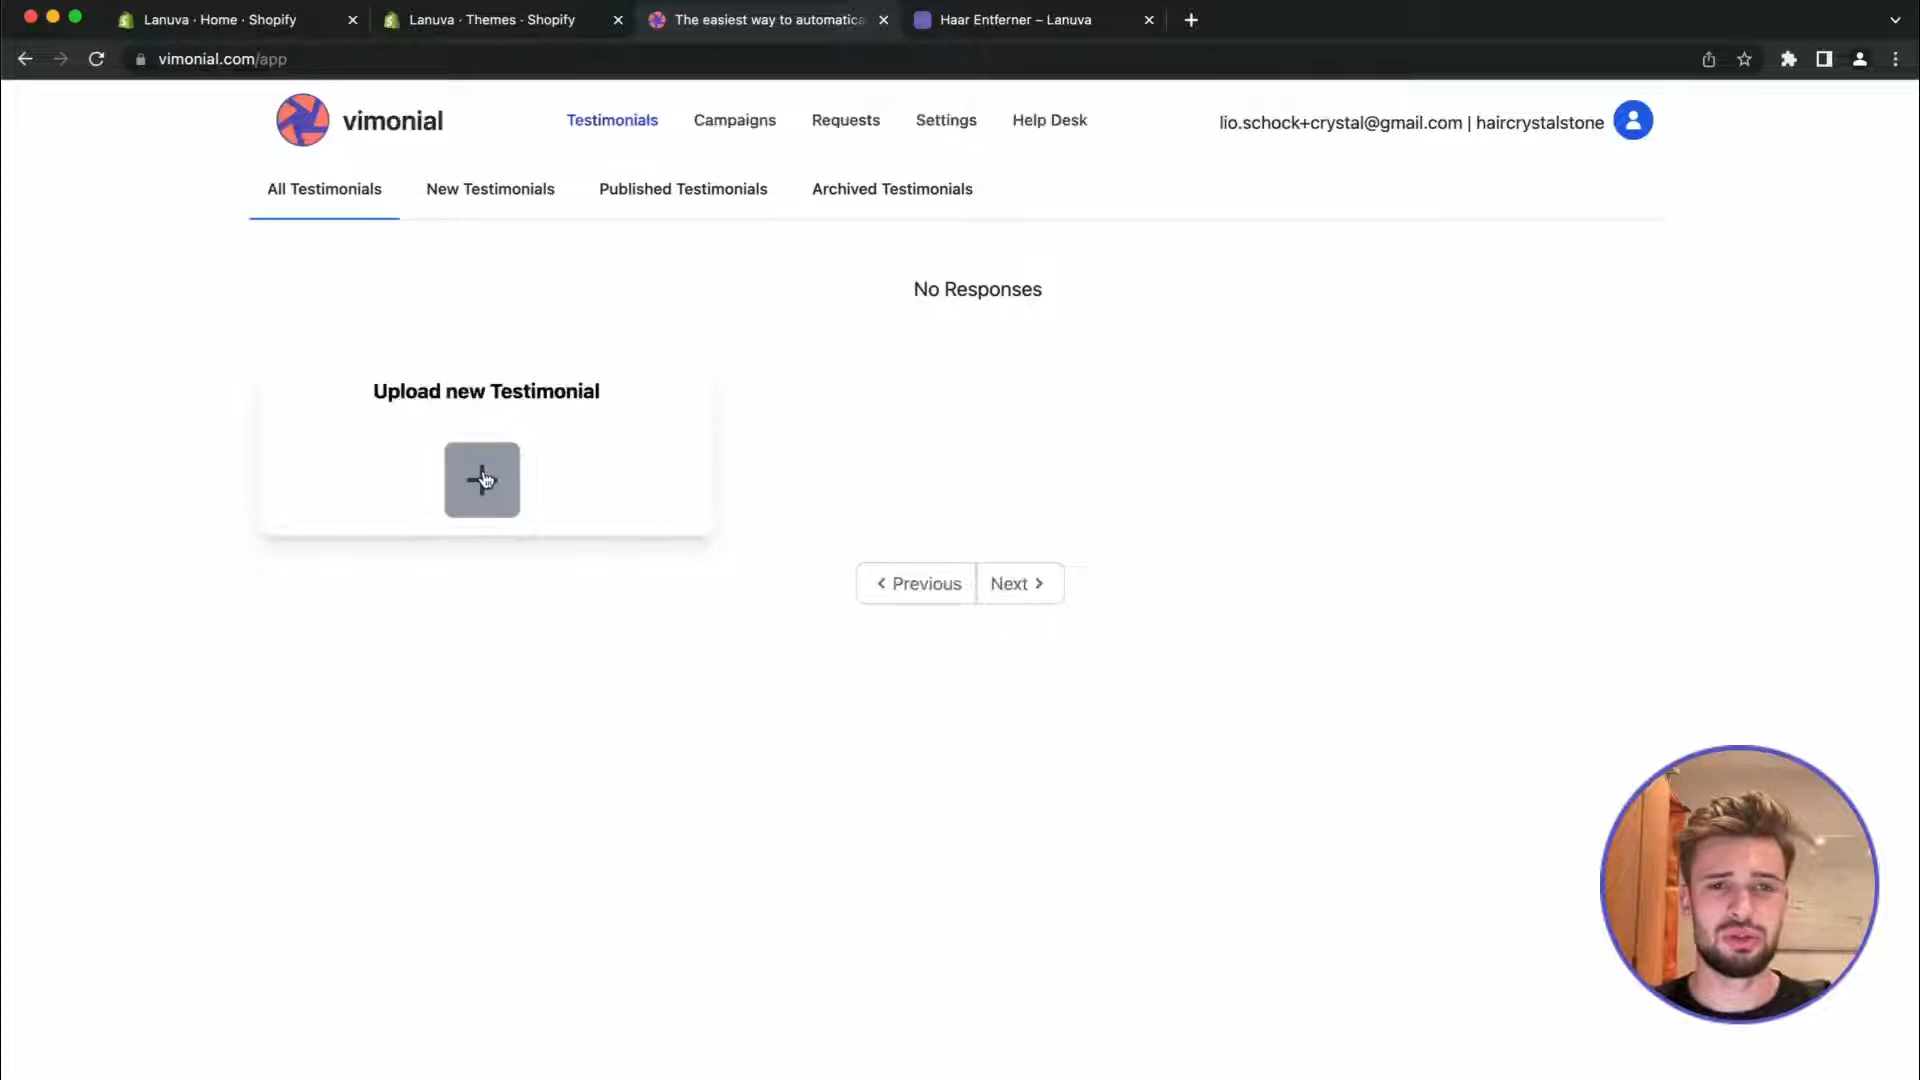 Lanuva · Home · Shopify
Lanuva · Themes · Shopify
The easiest way to automatica
Haar Entferner – Lanuva
vimonial.com/app
vimonial
Testimonials
Campaigns
Requests
Settings
Help Desk
lio.schock+crystal@gmail.com | haircrystalstone
All Testimonials
New Testimonials
Published Testimonials
Archived Testimonials
No Responses
Upload new Testimonial
Previous
Next